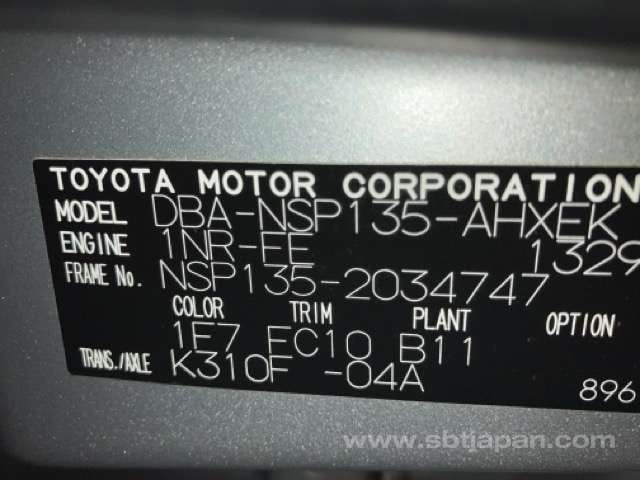 TOYOTA MOTOR CORPORATION
MODEL DBA-NSP135-AHXEK
ENGINE 1NR-FE 1329
FRAME No. NSP135-2034747
COLOR TRIM PLANT OPTION
1F7 FC10 B11
TRANS./AXLE K310F -04A
896
www.sbtjapan.com